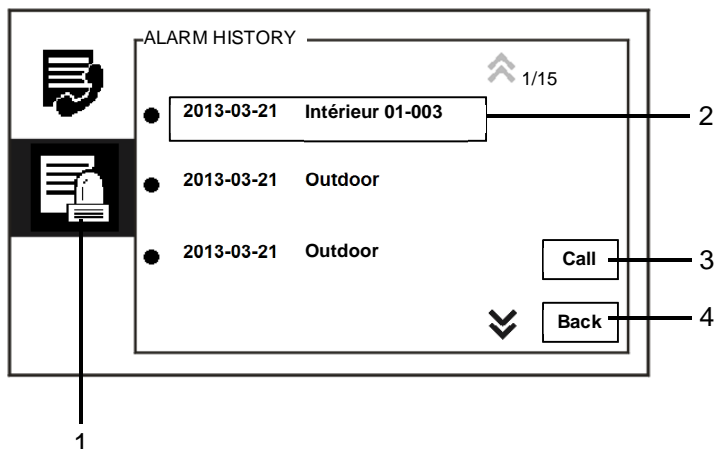 ALARM HISTORY
1/15
2013-03-21 Intérieur 01-003
2
2013-03-21 Outdoor
2013-03-21 Outdoor
Call
3
Back
4
1